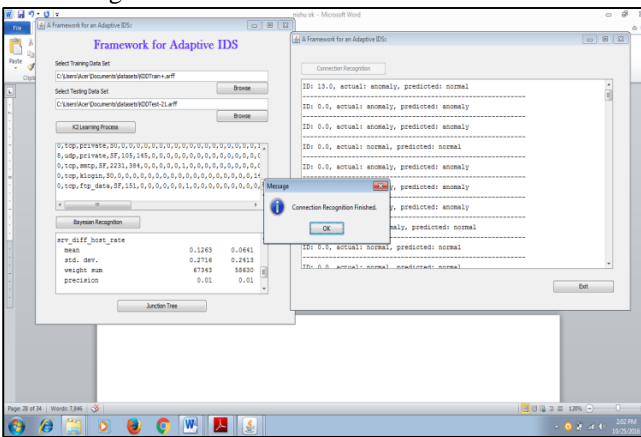 mehu ok - Microsoft Word
File
Paste
A Framework for an Adaptive IDSs
Framework for Adaptive IDS
Select Training Data Set
C:\Users\Acer\Documents\datasets\KDDTrain+.arff
Browse
Select Testing Data Set
C:\Users\Acer\Documents\datasets\KDDTest-21.arff
Browse
K2 Learning Process
0,tcp,private,S0,0,0,0,0,0,0,0,0,0,0,0,0,0,0,0,0,0,0,
8,udp,private,SF,105,145,0,0,0,0,0,0,0,0,0,0,0,0,0,0,
0,tcp,smtp,SF,2231,384,0,0,0,0,0,1,0,0,0,0,0,0,0,0,0,
0,tcp,klogin,S0,0,0,0,0,0,0,0,0,0,0,0,0,0,0,0,0,0,0,
0,tcp,ftp_data,SF,151,0,0,0,0,0,0,1,0,0,0,0,0,0,0,0,
Bayesian Recognition
srv_diff_host_rate
mean 0.1263 0.0641
std. dev. 0.2716 0.2413
weight sum 67343 58630
precision 0.01 0.01
Junction Tree
A Framework for an Adaptive IDSs
Connection Recognition
ID: 13.0, actual: anomaly, predicted: normal
ID: 0.0, actual: anomaly, predicted: anomaly
ID: 0.0, actual: anomaly, predicted: anomaly
ID: 0.0, actual: normal, predicted: normal
ID: 0.0, actual: anomaly, predicted: anomaly
y, predicted: anomaly
y, predicted: anomaly
maly, predicted: normal
ID: 0.0, actual: normal, predicted: normal
ID: 0.0, actual: normal, predicted: normal
Exit
Message
Connection Recognition Finished.
OK
Page: 28 of 34
Words: 7,846
120%
2:02 PM
10/25/2016